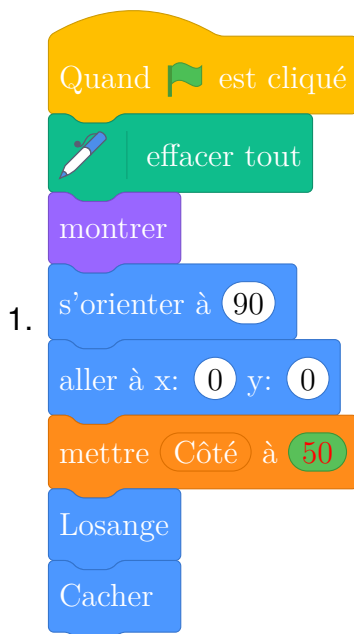 Quand est cliqué
effacer tout
montrer
1. s'orienter à 90
aller à x: 0 y: 0
mettre Côté à 50
Losange
Cacher